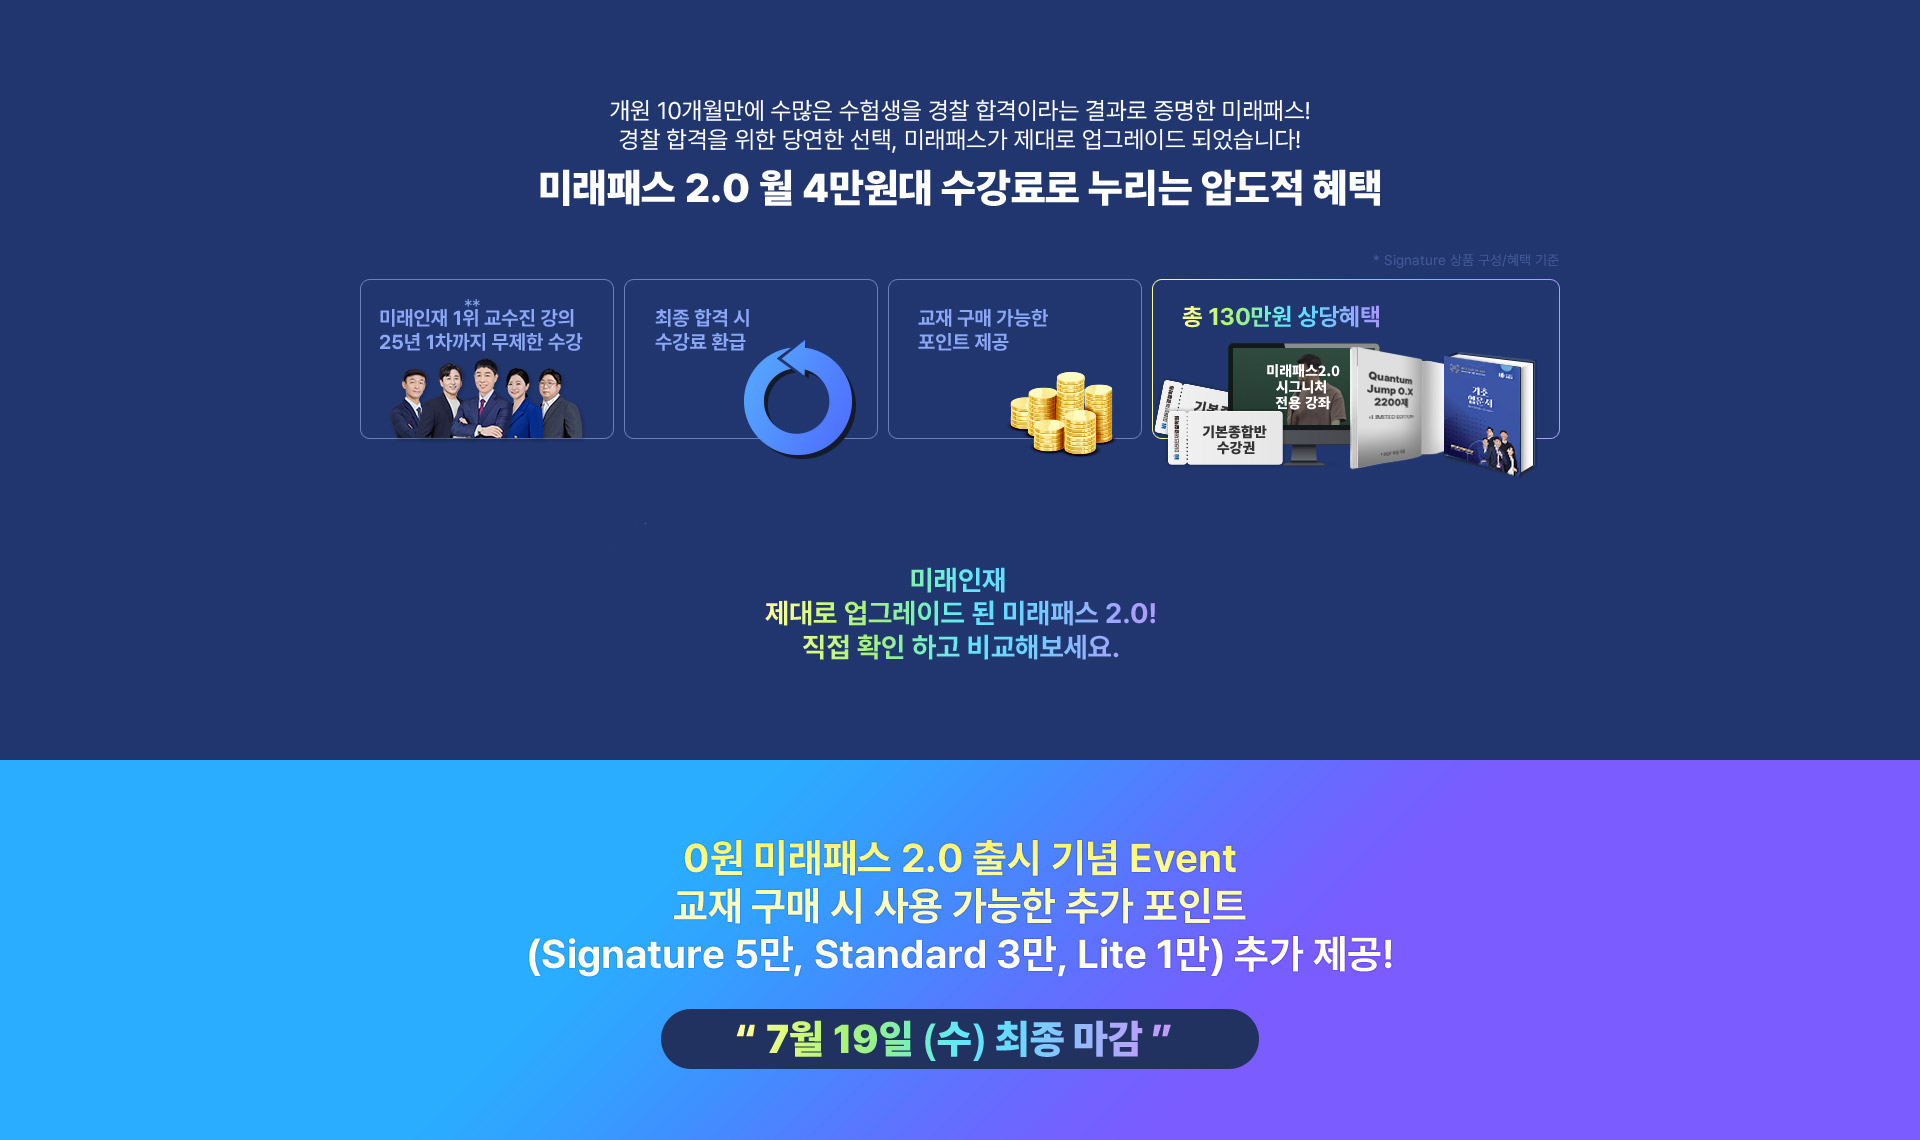 개원 10개월만에 수많은 수험생을 경찰 합격이라는 결과로 증명한 미래패스!
경찰 합격을 위한 당연한 선택, 미래패스가 제대로 업그레이드 되었습니다!
미래패스 2.0 월 4만원대 수강료로 누리는 압도적 혜택
* Signature 상품 구성/혜택 기준
**
미래인재 1위 교수진 강의
25년 1차까지 무제한 수강
최종 합격 시
수강료 환급
교재 구매 가능한
포인트 제공
총 130만원 상당혜택
미래패스2.0
시그니처
전용 강좌
기본종합반
수강권
Quantum
Jump O.X
2200제
기초
법문서
미래인재
제대로 업그레이드 된 미래패스 2.0!
직접 확인 하고 비교해보세요.
0원 미래패스 2.0 출시 기념 Event
교재 구매 시 사용 가능한 추가 포인트
(Signature 5만, Standard 3만, Lite 1만) 추가 제공!
“ 7월 19일 (수) 최종 마감 ”